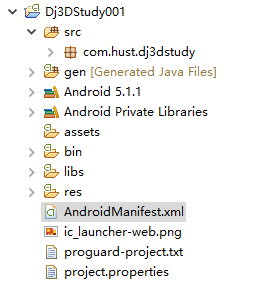 Dj3DStudy001
src
com.hust.dj3dstudy
gen [Generated Java Files]
Android 5.1.1
Android Private Libraries
assets
bin
libs
res
AndroidManifest.xml
ic_launcher-web.png
proguard-project.txt
project.properties